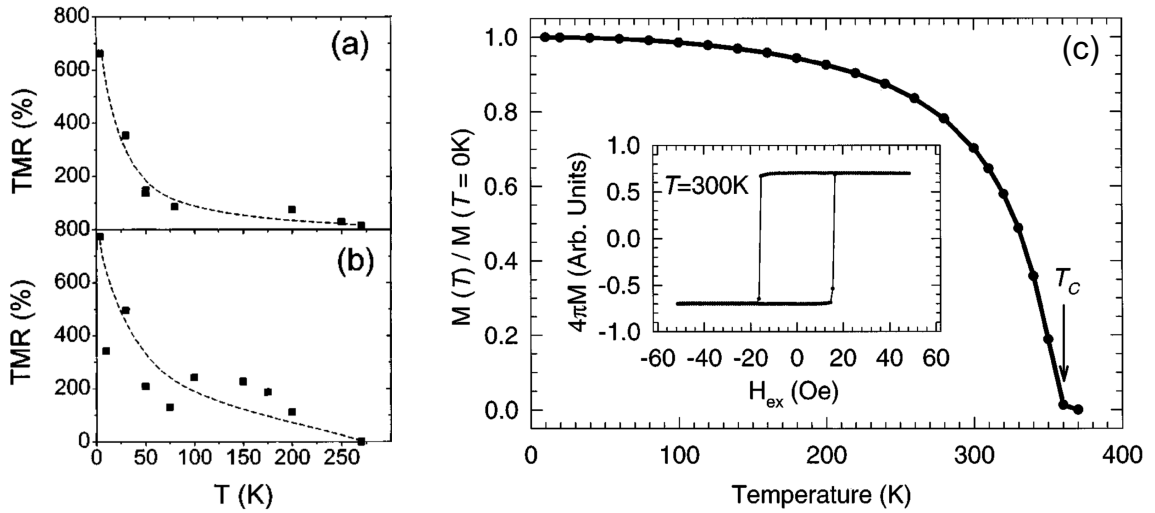 800
600
400
200
800
TMR (%)
(a)
600
400
200
0
TMR (%)
(b)
0 50 100 150 200 250
T (K)
1.0
0.8
0.6
0.4
0.2
0.0
M (T) / M (T = 0K)
(c)
T_C
0 100 200 300 400
Temperature (K)
1.0
0.5
0.0
-0.5
-1.0
4πM (Arb. Units)
T=300K
-60 -40 -20 0 20 40 60
H_ex (Oe)